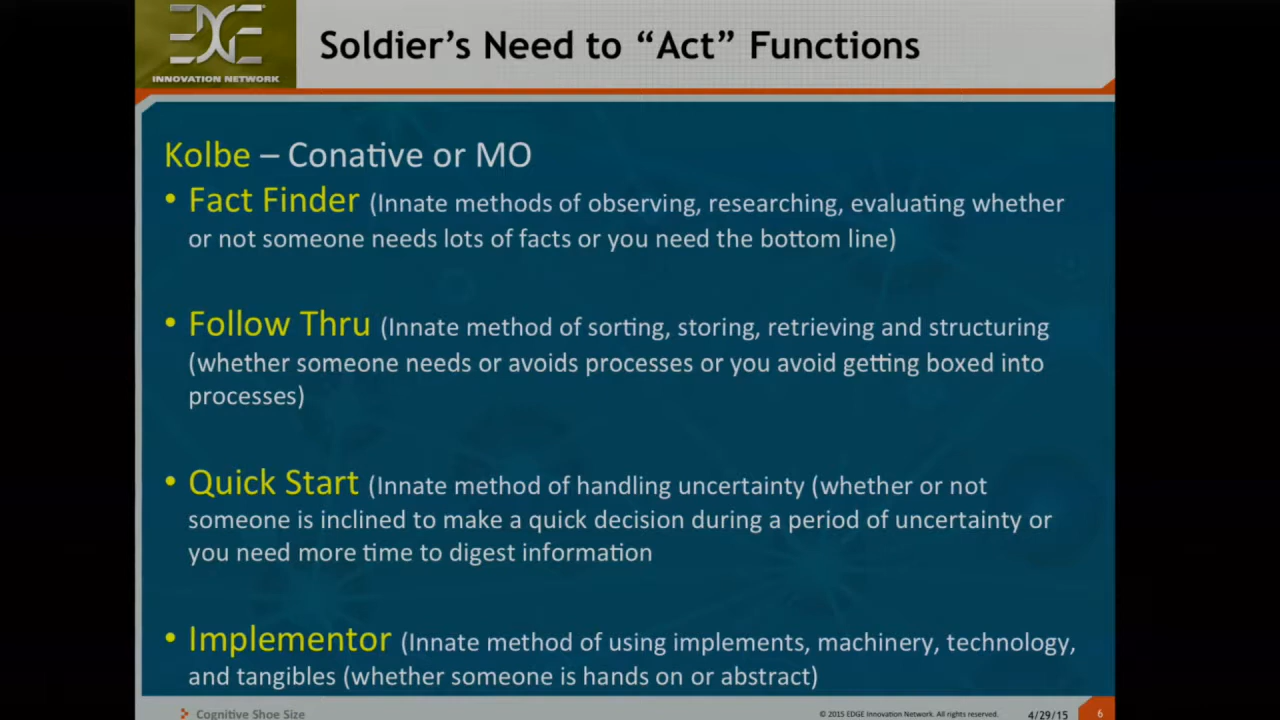 EDGE
INNOVATION NETWORK
Soldier's Need to “Act” Functions
Kolbe – Conative or MO
• Fact Finder (Innate methods of observing, researching, evaluating whether
or not someone needs lots of facts or you need the bottom line)
• Follow Thru (Innate method of sorting, storing, retrieving and structuring
(whether someone needs or avoids processes or you avoid getting boxed into
processes)
• Quick Start (Innate method of handling uncertainty (whether or not
someone is inclined to make a quick decision during a period of uncertainty or
you need more time to digest information
• Implementor (Innate method of using implements, machinery, technology,
and tangibles (whether someone is hands on or abstract)
Cognitive Shoe Size
© 2015 EDGE Innovation Network. All rights reserved.
4/29/15
6